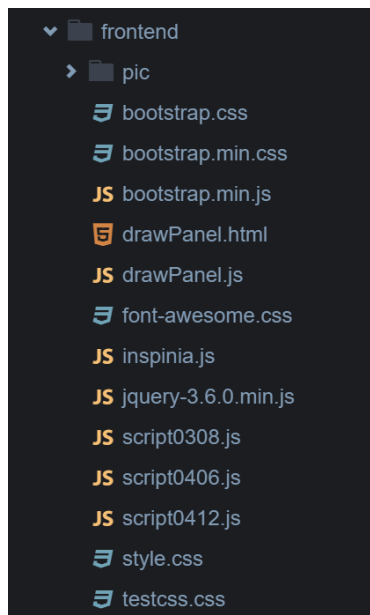 frontend
pic
bootstrap.css
bootstrap.min.css
JS bootstrap.min.js
5 drawPanel.html
JS drawPanel.js
font-awesome.css
JS inspinia.js
JS jquery-3.6.0.min.js
JS script0308.js
JS script0406.js
JS script0412.js
style.css
testcss.css